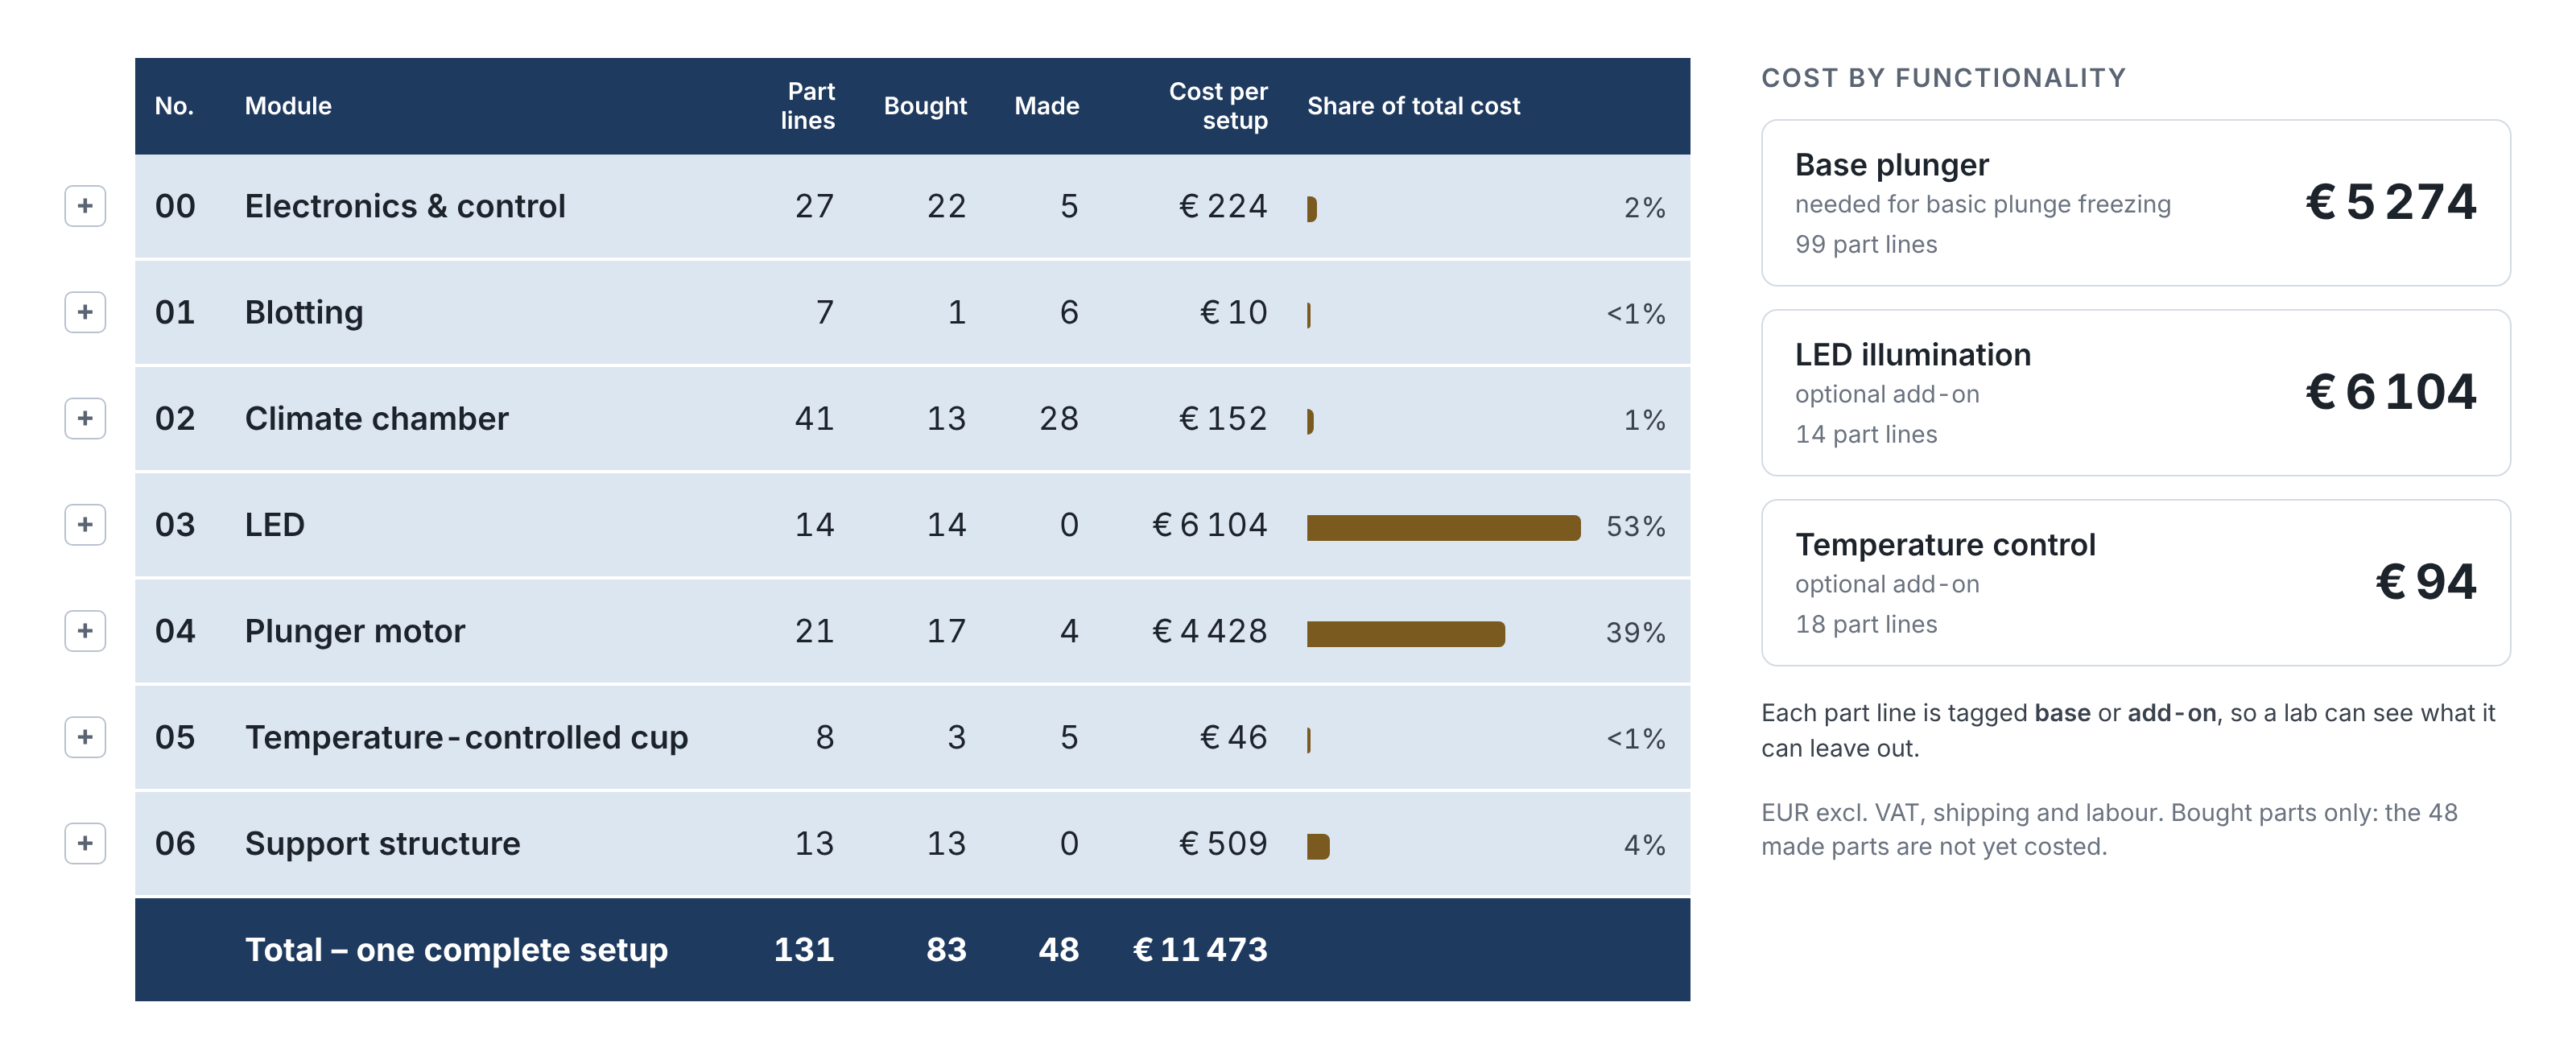 No. Module Part lines Bought Made Cost per setup Share of total cost
+ 00 Electronics & control 27 22 5 € 224 2%
+ 01 Blotting 7 1 6 € 10 <1%
+ 02 Climate chamber 41 13 28 € 152 1%
+ 03 LED 14 14 0 € 6 104 53%
+ 04 Plunger motor 21 17 4 € 4 428 39%
+ 05 Temperature-controlled cup 8 3 5 € 46 <1%
+ 06 Support structure 13 13 0 € 509 4%
Total – one complete setup 131 83 48 € 11 473
COST BY FUNCTIONALITY
Base plunger
needed for basic plunge freezing
99 part lines
€ 5 274
LED illumination
optional add-on
14 part lines
€ 6 104
Temperature control
optional add-on
18 part lines
€ 94
Each part line is tagged base or add-on, so a lab can see what it
can leave out.
EUR excl. VAT, shipping and labour. Bought parts only: the 48
made parts are not yet costed.